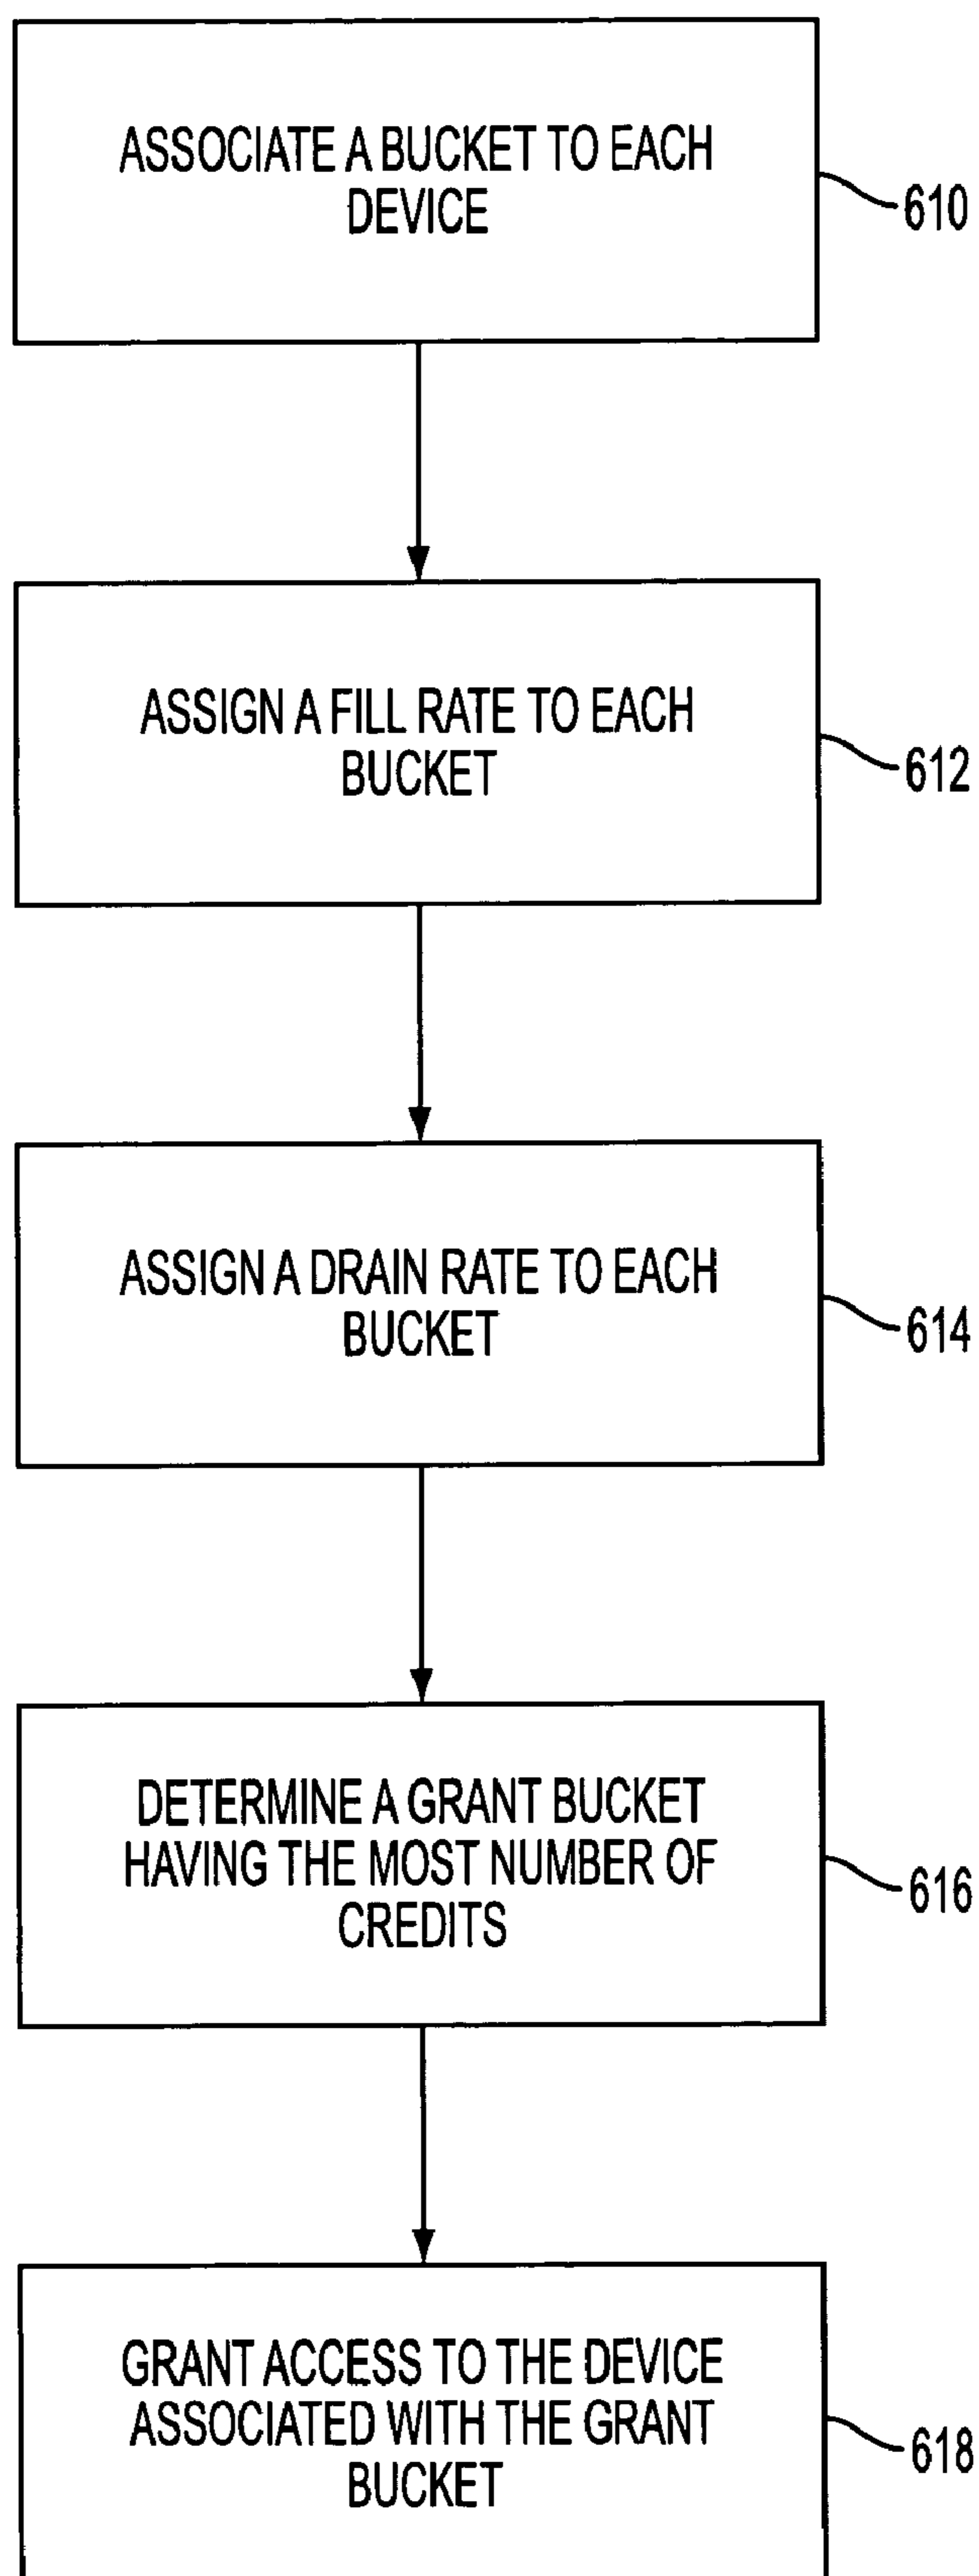 ASSOCIATE A BUCKET TO EACH
DEVICE
610
ASSIGN A FILL RATE TO EACH
BUCKET
612
ASSIGN A DRAIN RATE TO EACH
BUCKET
614
DETERMINE A GRANT BUCKET
HAVING THE MOST NUMBER OF
CREDITS
616
GRANT ACCESS TO THE DEVICE
ASSOCIATED WITH THE GRANT
BUCKET
618